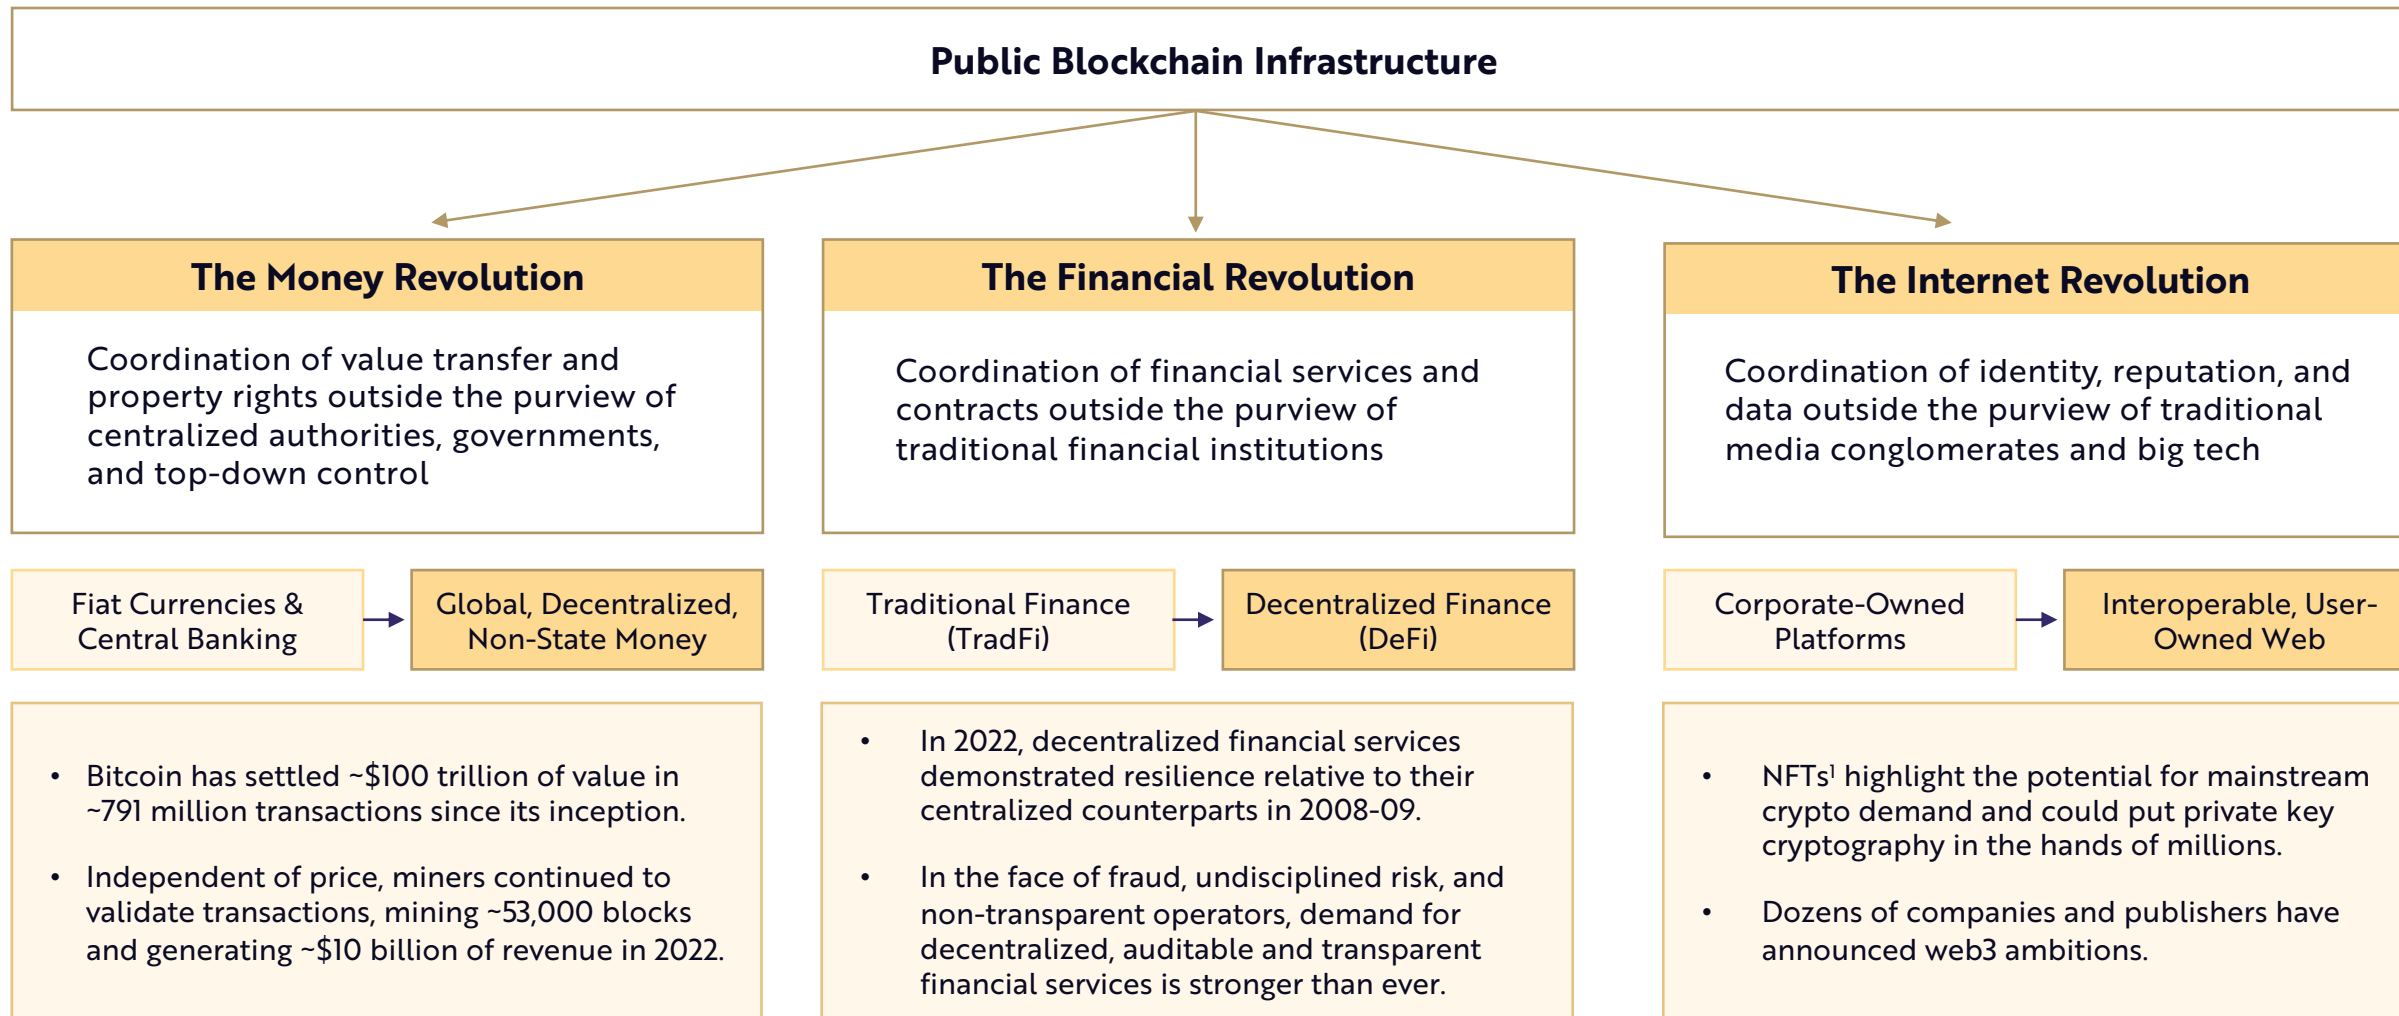 Public Blockchain Infrastructure
The Money Revolution
Coordination of value transfer and
property rights outside the purview of
centralized authorities, governments,
and top-down control
Fiat Currencies &
Central Banking
Global, Decentralized,
Non-State Money
• Bitcoin has settled ~$100 trillion of value in
~791 million transactions since its inception.
• Independent of price, miners continued to
validate transactions, mining ~53,000 blocks
and generating ~$10 billion of revenue in 2022.
The Financial Revolution
Coordination of financial services and
contracts outside the purview of
traditional financial institutions
Traditional Finance
(TradFi)
Decentralized Finance
(DeFi)
• In 2022, decentralized financial services
demonstrated resilience relative to their
centralized counterparts in 2008-09.
• In the face of fraud, undisciplined risk, and
non-transparent operators, demand for
decentralized, auditable and transparent
financial services is stronger than ever.
The Internet Revolution
Coordination of identity, reputation, and
data outside the purview of traditional
media conglomerates and big tech
Corporate-Owned
Platforms
Interoperable, User-
Owned Web
• NFTs¹ highlight the potential for mainstream
crypto demand and could put private key
cryptography in the hands of millions.
• Dozens of companies and publishers have
announced web3 ambitions.